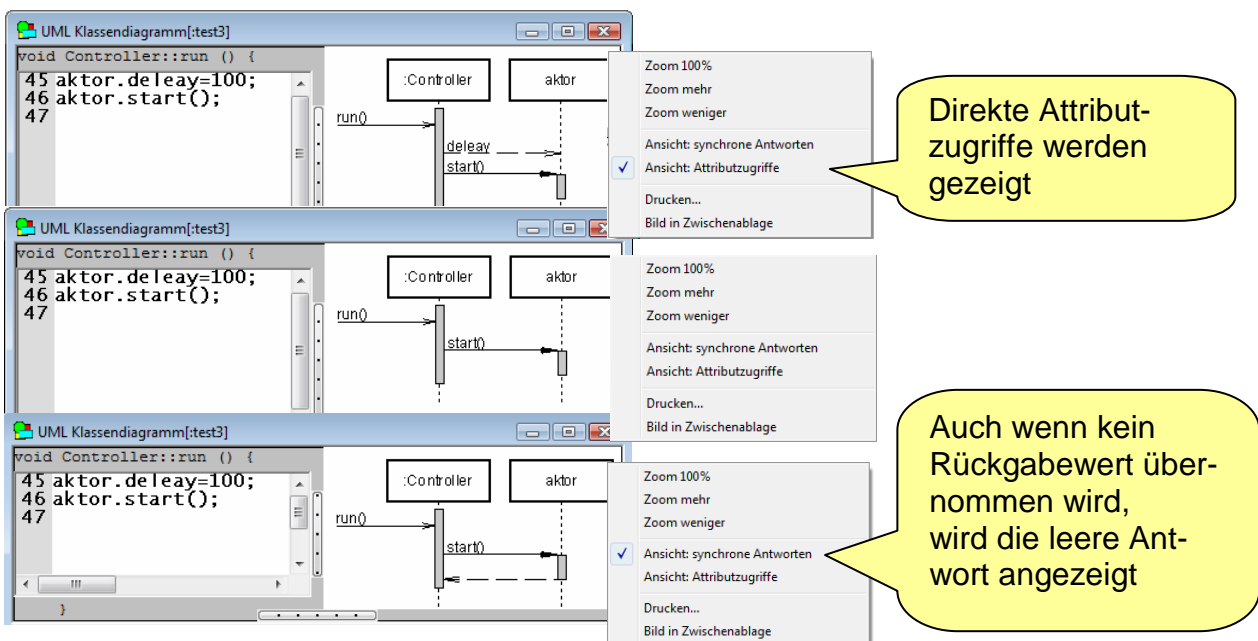 UML Klassendiagramm[:test3]
void Controller::run () {
45 aktor.deleay=100;
46 aktor.start();
47
:Controller
aktor
run()
deleay
start()
Zoom 100%
Zoom mehr
Zoom weniger
Ansicht: synchrone Antworten
✓ Ansicht: Attributzugriffe
Drucken...
Bild in Zwischenablage
Direkte Attribut-
zugriffe werden
gezeigt
UML Klassendiagramm[:test3]
void Controller::run () {
45 aktor.deleay=100;
46 aktor.start();
47
:Controller
aktor
run()
start()
Zoom 100%
Zoom mehr
Zoom weniger
Ansicht: synchrone Antworten
Ansicht: Attributzugriffe
Drucken...
Bild in Zwischenablage
UML Klassendiagramm[:test3]
void Controller::run () {
45 aktor.deleay=100;
46 aktor.start();
47
}
:Controller
aktor
run()
start()
Zoom 100%
Zoom mehr
Zoom weniger
✓ Ansicht: synchrone Antworten
Ansicht: Attributzugriffe
Drucken...
Bild in Zwischenablage
Auch wenn kein
Rückgabewert über-
nommen wird,
wird die leere Ant-
wort angezeigt